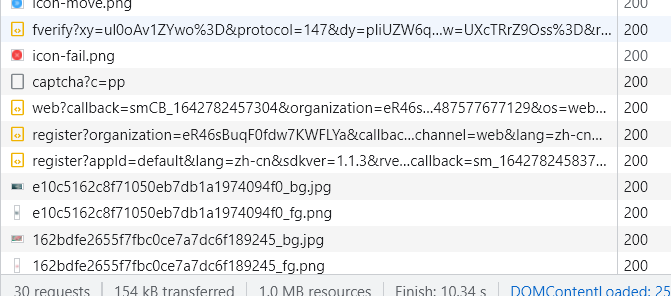 icon-move.png 200
fverify?xy=uI0oAv1ZYwo%3D&protocol=147&dy=pIiUZW6q...w=UXcTRrZ9Oss%3D&r... 200
icon-fail.png 200
captcha?c=pp 200
web?callback=smCB_1642782457304&organization=eR46s...487577677129&os=web... 200
register?organization=eR46sBuqF0fdw7KWFLYa&callbac...channel=web&lang=zh-cn... 200
register?appId=default&lang=zh-cn&sdkver=1.1.3&rve...callback=sm_164278245837... 200
e10c5162c8f71050eb7db1a1974094f0_bg.jpg 200
e10c5162c8f71050eb7db1a1974094f0_fg.png 200
162bdfe2655f7fbc0ce7a7dc6f189245_bg.jpg 200
162bdfe2655f7fbc0ce7a7dc6f189245_fg.png 200
30 requests 154 kB transferred 1.0 MB resources Finish: 10.34 s DOMContentLoaded: 25